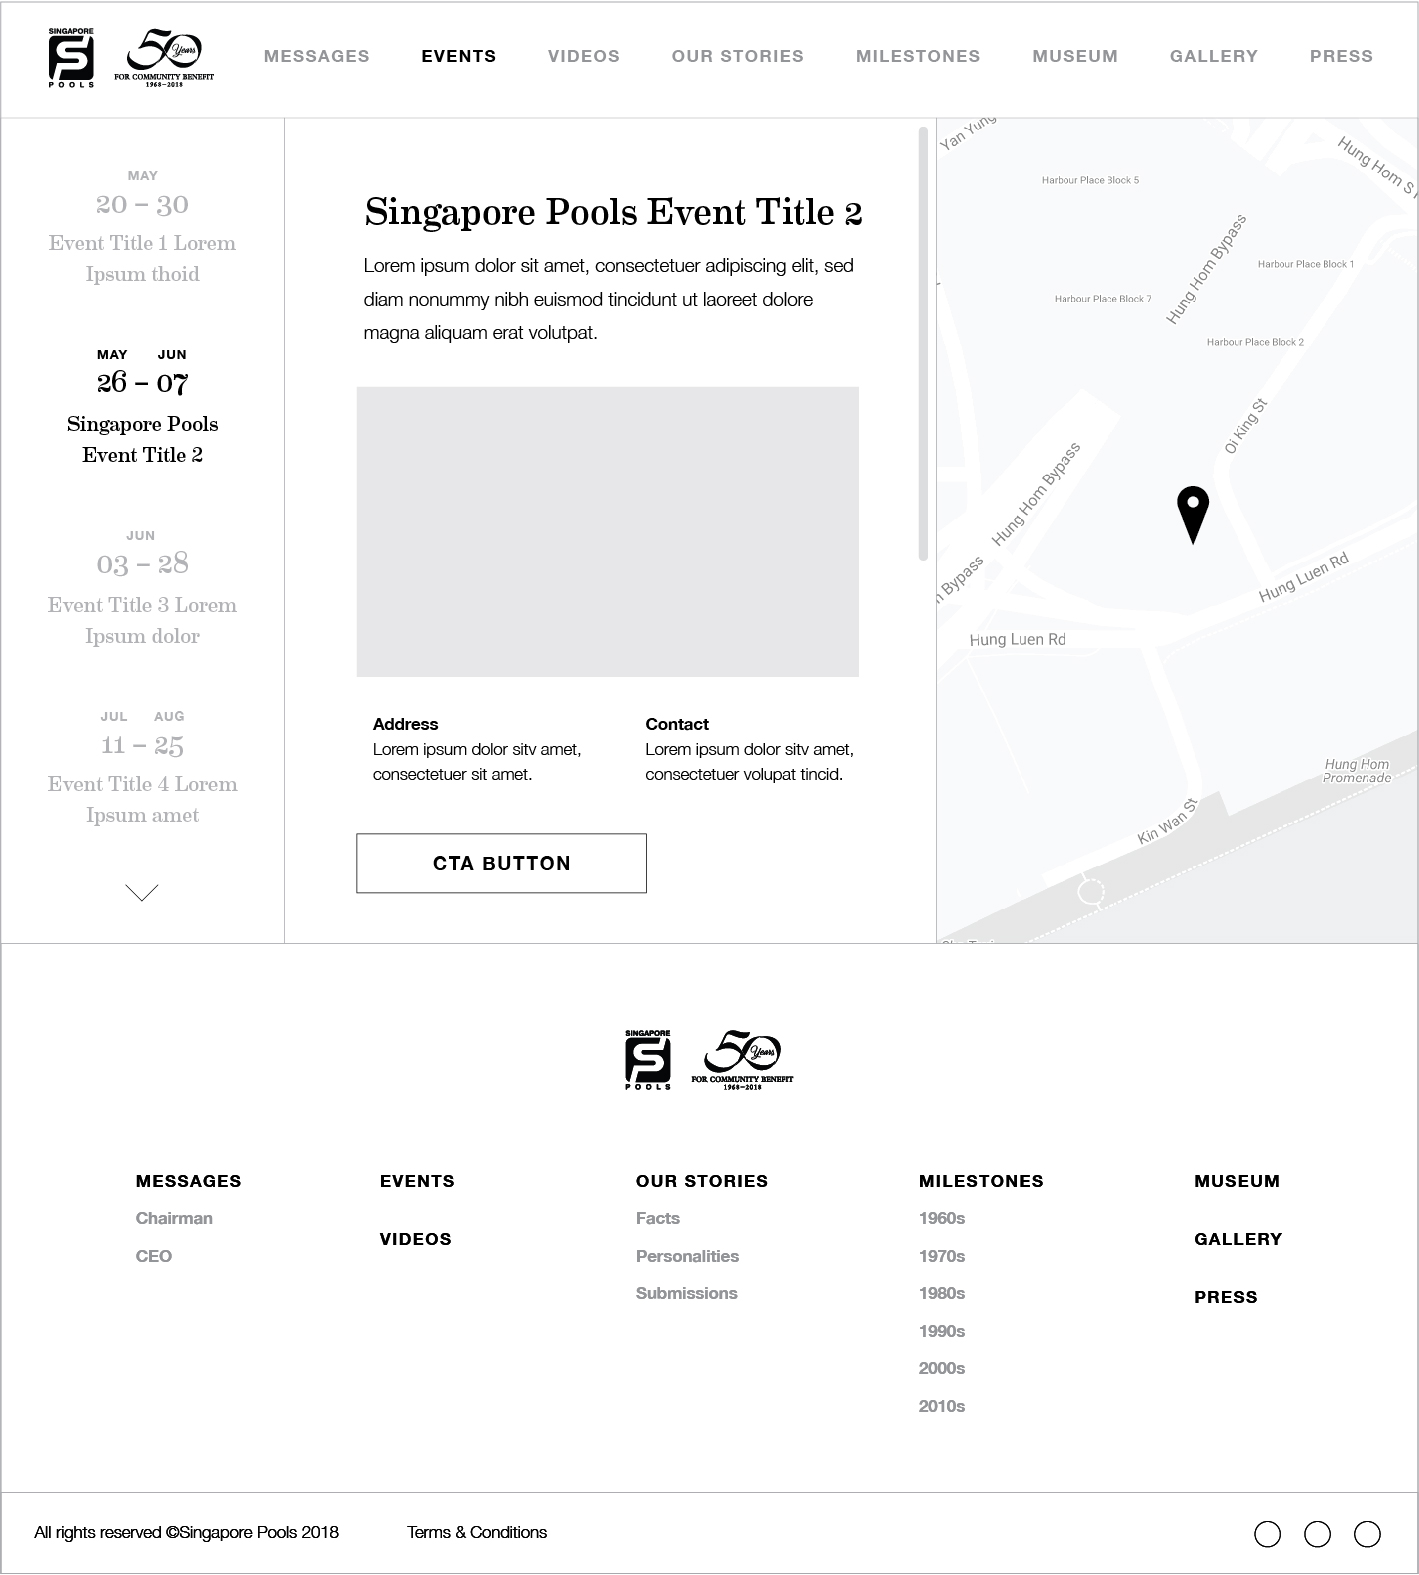 SINGAPORE
S
POOLS
50 Years
FOR COMMUNITY BENEFIT
1968–2018
MESSAGES
EVENTS
VIDEOS
OUR STORIES
MILESTONES
MUSEUM
GALLERY
PRESS
MAY
20 – 30
Event Title 1 Lorem
Ipsum thoid
MAY JUN
26 – 07
Singapore Pools
Event Title 2
JUN
03 – 28
Event Title 3 Lorem
Ipsum dolor
JUL AUG
11 – 25
Event Title 4 Lorem
Ipsum amet
Singapore Pools Event Title 2
Lorem ipsum dolor sit amet, consectetuer adipiscing elit, sed
diam nonummy nibh euismod tincidunt ut laoreet dolore
magna aliquam erat volutpat.
Address
Lorem ipsum dolor sitv amet,
consectetuer sit amet.
Contact
Lorem ipsum dolor sitv amet,
consectetuer volupat tincid.
CTA BUTTON
Yan Yung
Hung Hom S
Harbour Place Block 5
Hung Hom Bypass
Harbour Place Block 1
Harbour Place Block 7
Harbour Place Block 2
Oi King St
Hung Hom Bypass
Bypass
Hung Luen Rd
Hung Luen Rd
Hung Hom
Promenade
Kin Wan St
SINGAPORE
S
POOLS
50 Years
FOR COMMUNITY BENEFIT
1968–2018
MESSAGES
Chairman
CEO
EVENTS
VIDEOS
OUR STORIES
Facts
Personalities
Submissions
MILESTONES
1960s
1970s
1980s
1990s
2000s
2010s
MUSEUM
GALLERY
PRESS
All rights reserved ©Singapore Pools 2018
Terms & Conditions